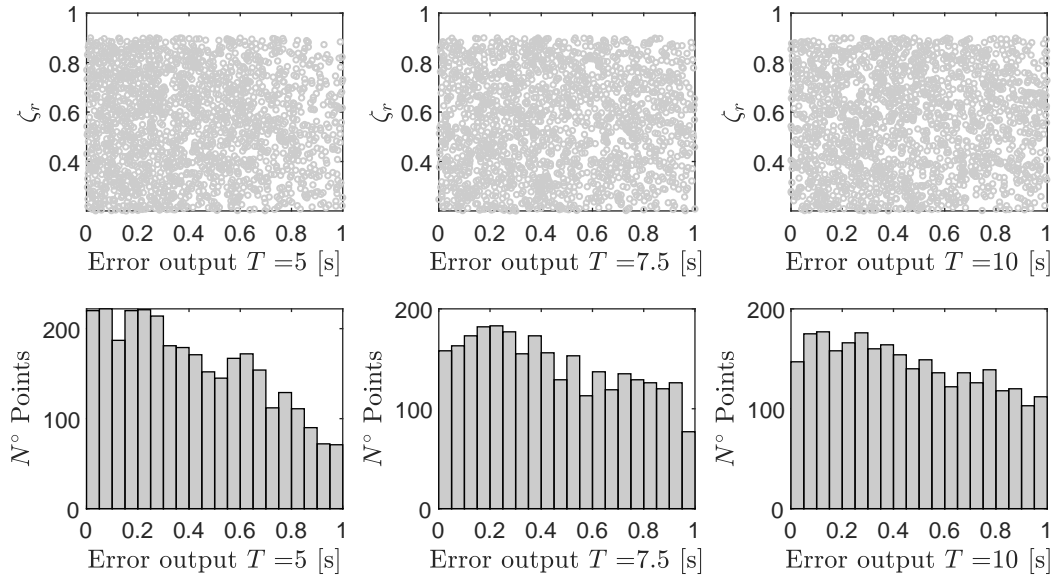 1
0.8
0.6
0.4
ζr
0 0.2 0.4 0.6 0.8 1
Error output T =5 [s]
1
0.8
0.6
0.4
ζr
0 0.2 0.4 0.6 0.8 1
Error output T =7.5 [s]
1
0.8
0.6
0.4
ζr
0 0.2 0.4 0.6 0.8 1
Error output T =10 [s]
200
100
0
N° Points
0 0.2 0.4 0.6 0.8 1
Error output T =5 [s]
200
100
0
N° Points
0 0.2 0.4 0.6 0.8 1
Error output T =7.5 [s]
200
100
0
N° Points
0 0.2 0.4 0.6 0.8 1
Error output T =10 [s]